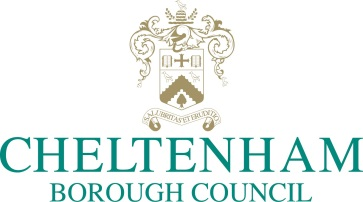 SALUBRITAS ET ERUDITIO
CHELTENHAM
BOROUGH COUNCIL